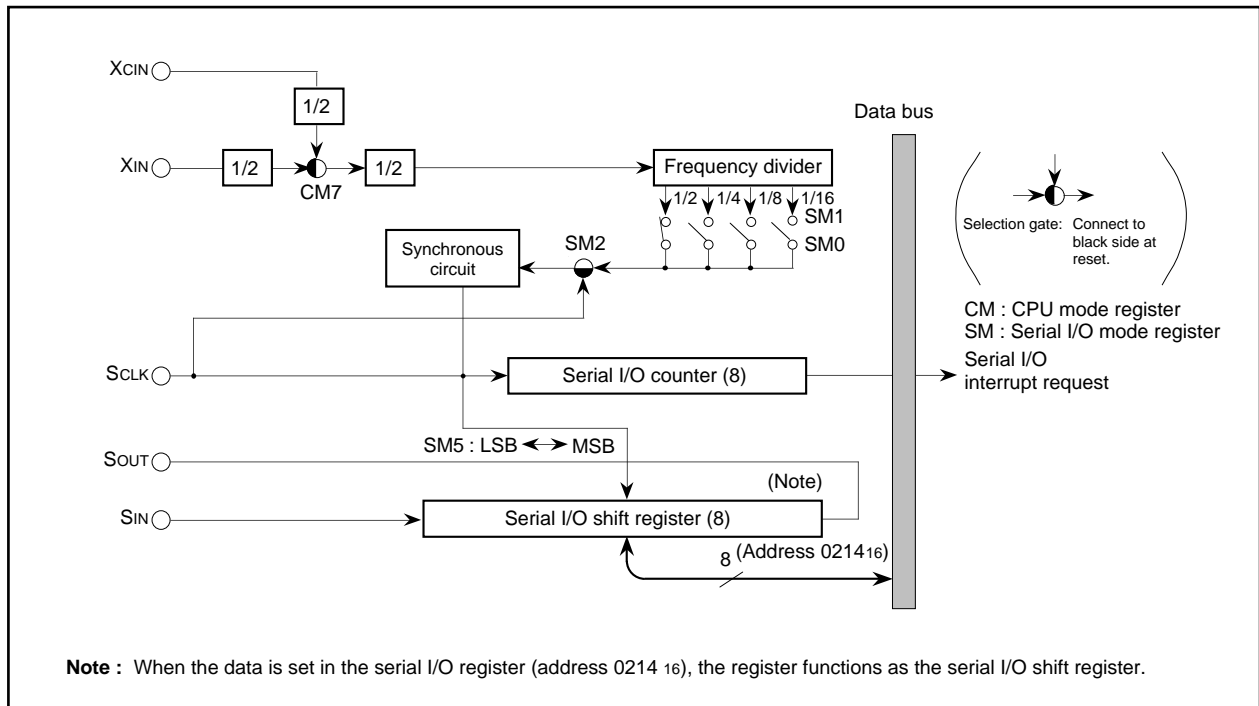 XCIN
1/2
Data bus
XIN
1/2
CM7
1/2
Frequency divider
1/2 1/4 1/8 1/16
SM1
SM0
Selection gate: Connect to
black side at
reset.
Synchronous
circuit
SM2
CM : CPU mode register
SM : Serial I/O mode register
SCLK
Serial I/O counter (8)
Serial I/O
interrupt request
SM5 : LSB MSB
SOUT
(Note)
SIN
Serial I/O shift register (8)
8 (Address 021416)
Note : When the data is set in the serial I/O register (address 0214 16), the register functions as the serial I/O shift register.